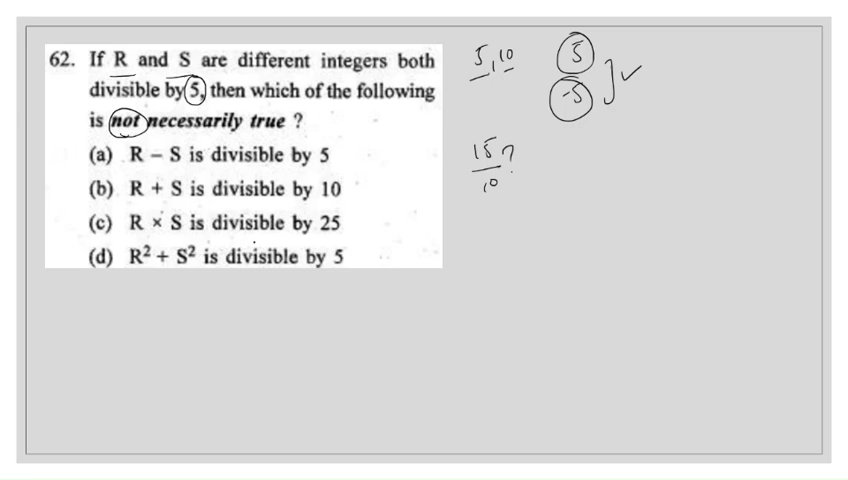 62. If R and S are different integers both
divisible by 5, then which of the following
is not necessarily true ?
(a) R – S is divisible by 5
(b) R + S is divisible by 10
(c) R × S is divisible by 25
(d) R² + S² is divisible by 5
5, 10
5
-5
15 ?
10